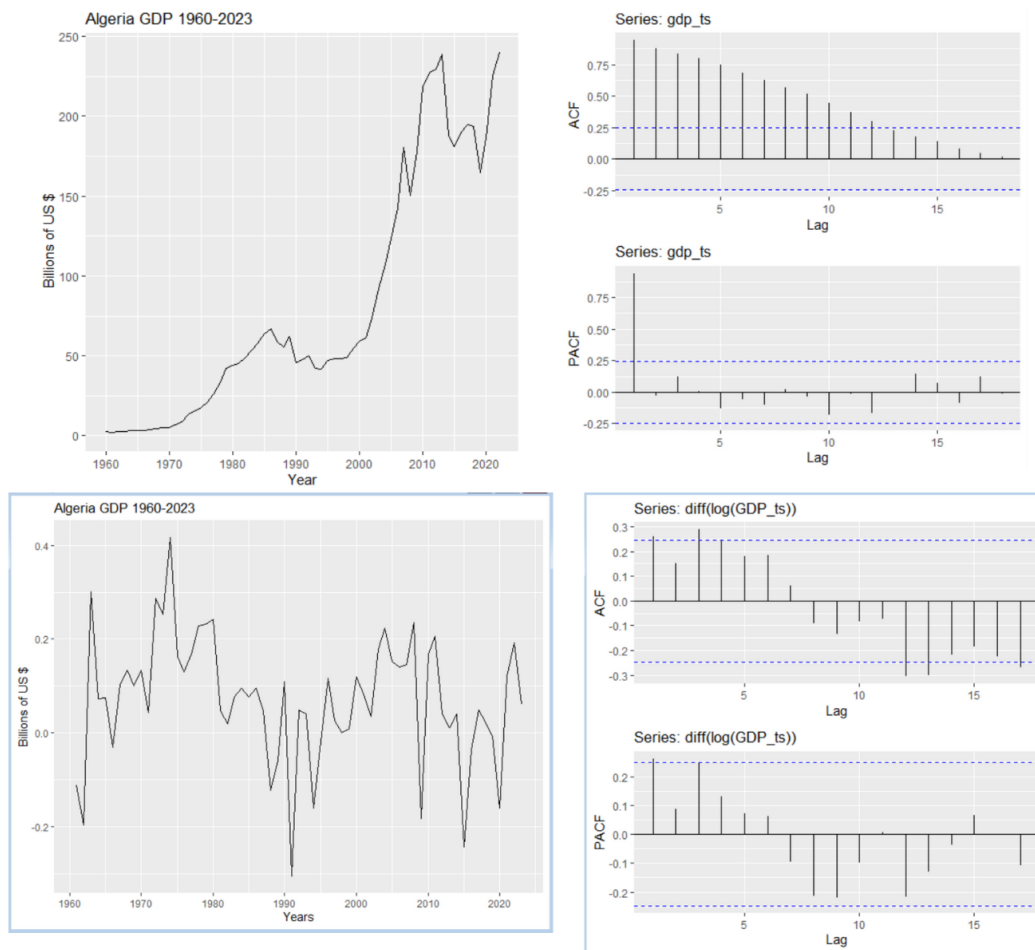 Algeria GDP 1960-2023
250
200
150
100
50
0
Billions of US $
1960 1970 1980 1990 2000 2010 2020
Year
Series: gdp_ts
0.75
0.50
0.25
0.00
-0.25
ACF
5 10 15
Lag
Series: gdp_ts
0.75
0.50
0.25
0.00
-0.25
PACF
5 10 15
Lag
Algeria GDP 1960-2023
0.4
0.2
0.0
-0.2
Billions of US $
1960 1970 1980 1990 2000 2010 2020
Years
Series: diff(log(GDP_ts))
0.3
0.2
0.1
0.0
-0.1
-0.2
-0.3
ACF
5 10 15
Lag
Series: diff(log(GDP_ts))
0.2
0.1
0.0
-0.1
-0.2
PACF
5 10 15
Lag